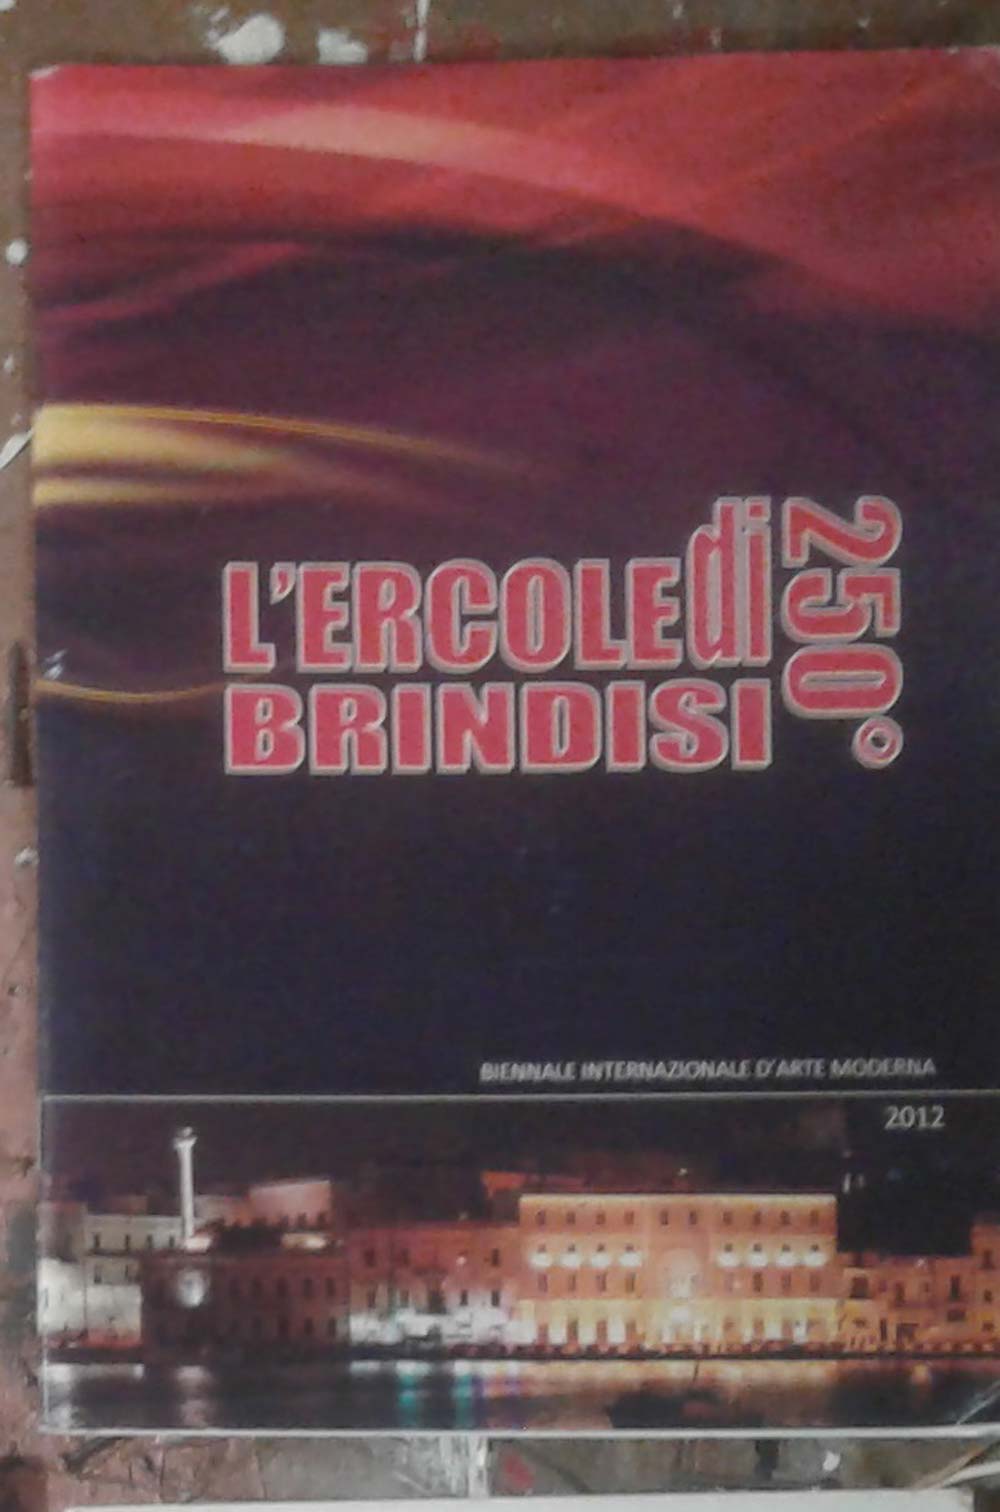 L'ERCOLE di
BRINDISI
250°
BIENNALE INTERNAZIONALE D'ARTE MODERNA
2012